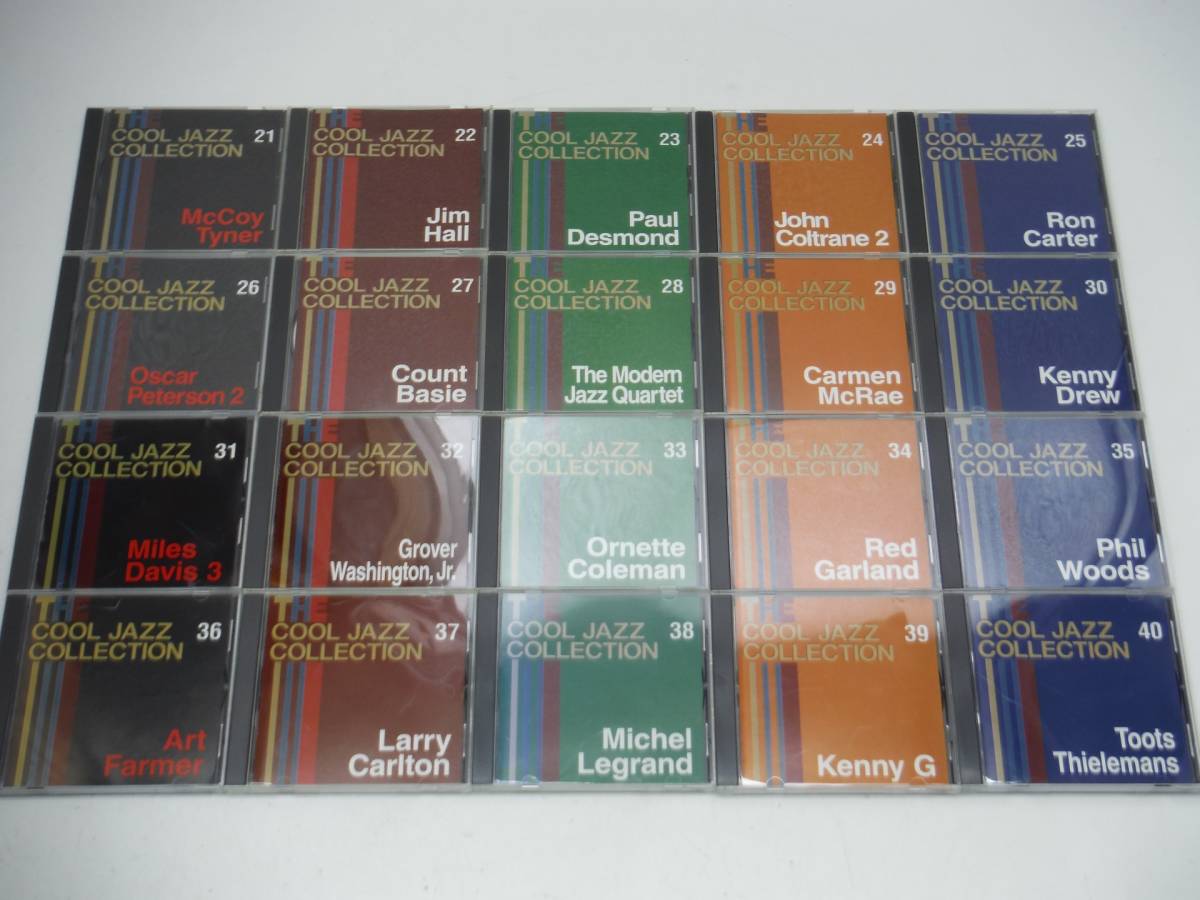 THE
COOL JAZZ 21
COLLECTION
McCoy
Tyner
THE
COOL JAZZ 22
COLLECTION
Jim
Hall
THE
COOL JAZZ 23
COLLECTION
Paul
Desmond
THE
COOL JAZZ 24
COLLECTION
John
Coltrane 2
THE
COOL JAZZ 25
COLLECTION
Ron
Carter
THE
COOL JAZZ 26
COLLECTION
Oscar
Peterson 2
THE
COOL JAZZ 27
COLLECTION
Count
Basie
THE
COOL JAZZ 28
COLLECTION
The Modern
Jazz Quartet
THE
COOL JAZZ 29
COLLECTION
Carmen
McRae
THE
COOL JAZZ 30
COLLECTION
Kenny
Drew
THE
COOL JAZZ 31
COLLECTION
Miles
Davis 3
THE
COOL JAZZ 32
COLLECTION
Grover
Washington, Jr.
THE
COOL JAZZ 33
COLLECTION
Ornette
Coleman
THE
COOL JAZZ 34
COLLECTION
Red
Garland
THE
COOL JAZZ 35
COLLECTION
Phil
Woods
THE
COOL JAZZ 36
COLLECTION
Art
Farmer
THE
COOL JAZZ 37
COLLECTION
Larry
Carlton
THE
COOL JAZZ 38
COLLECTION
Michel
Legrand
THE
COOL JAZZ 39
COLLECTION
Kenny G
THE
COOL JAZZ 40
COLLECTION
Toots
Thielemans